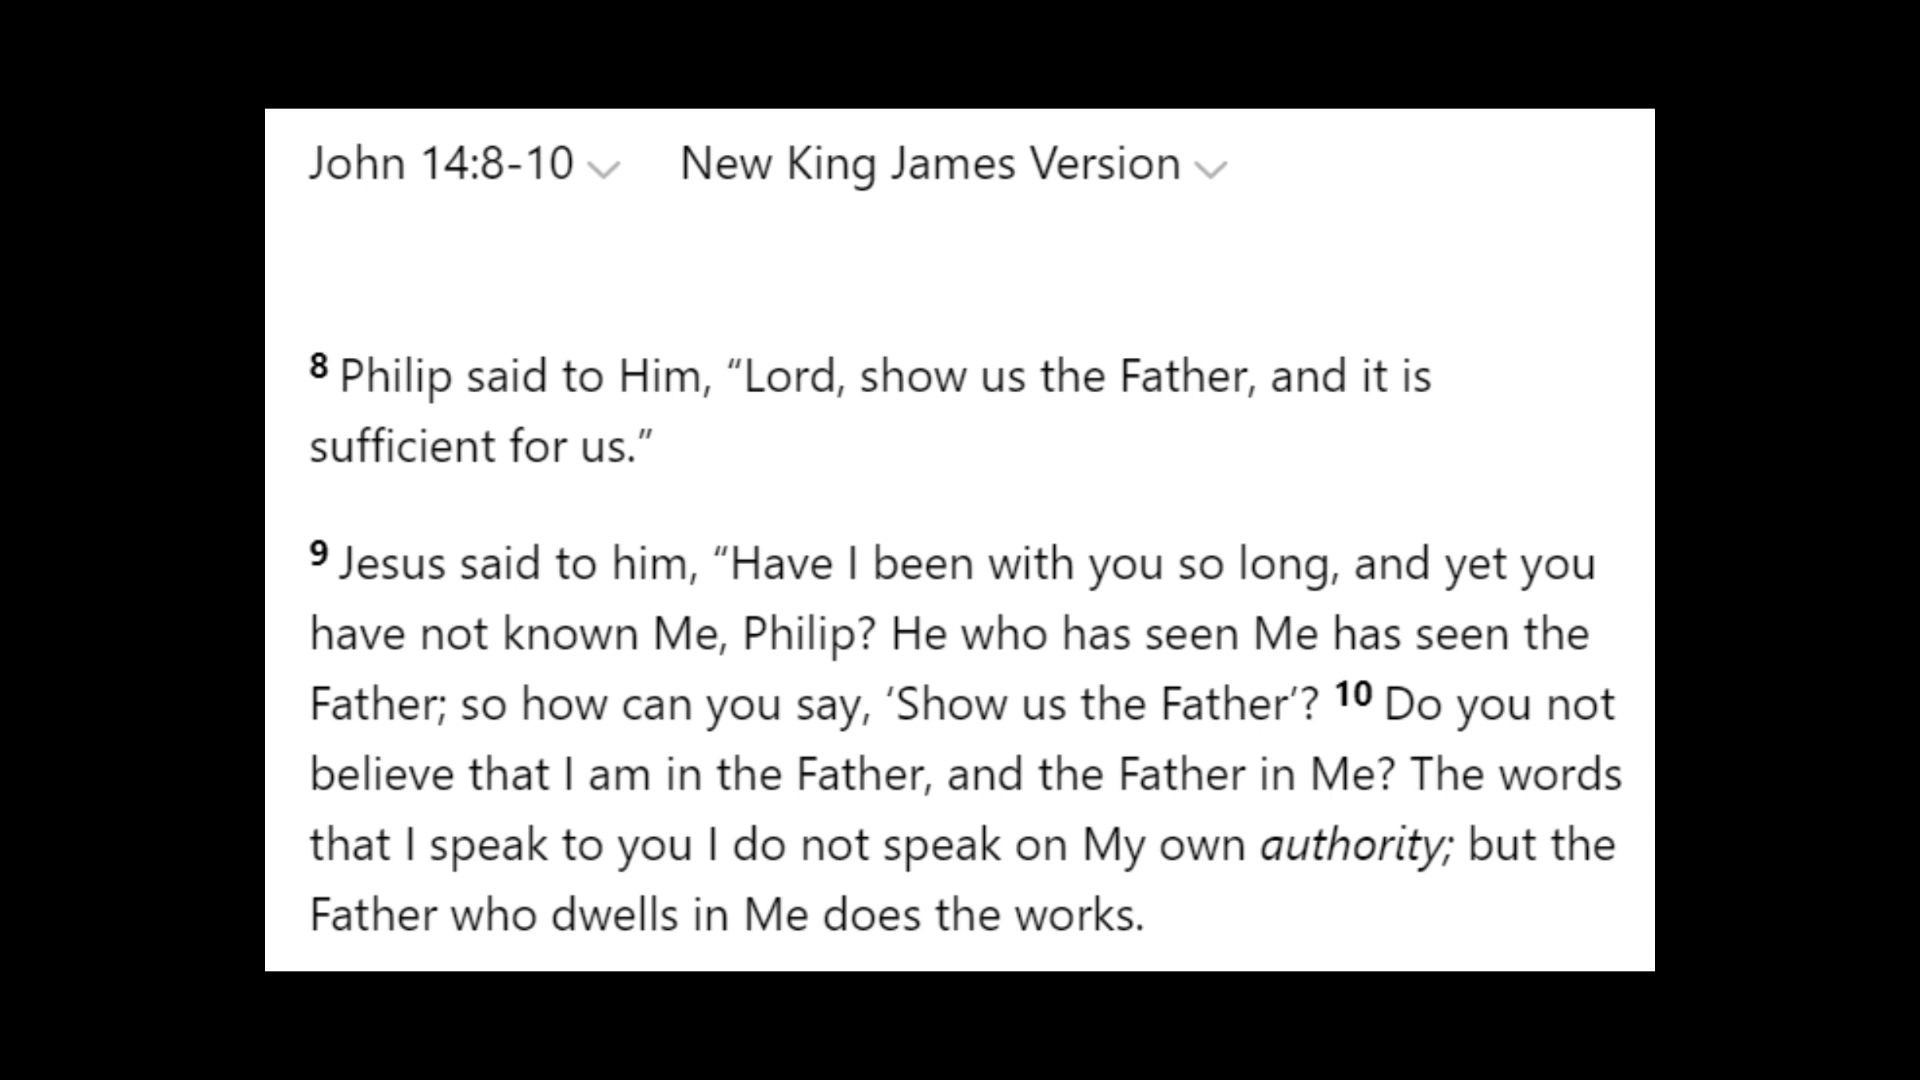 John 14:8-10 New King James Version
8 Philip said to Him, “Lord, show us the Father, and it is
sufficient for us.”
9 Jesus said to him, “Have I been with you so long, and yet you
have not known Me, Philip? He who has seen Me has seen the
Father; so how can you say, ‘Show us the Father’? 10 Do you not
believe that I am in the Father, and the Father in Me? The words
that I speak to you I do not speak on My own authority; but the
Father who dwells in Me does the works.